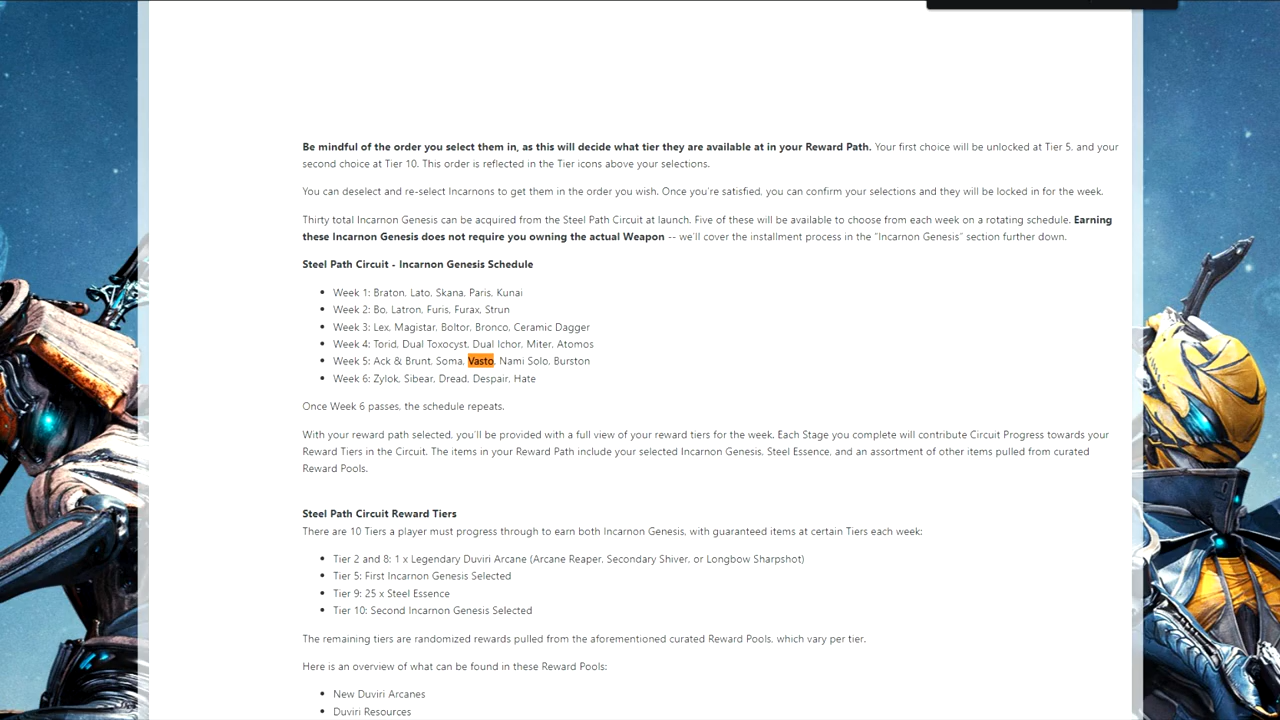 Be mindful of the order you select them in, as this will decide what tier they are available at in your Reward Path. Your first choice will be unlocked at Tier 5, and your
second choice at Tier 10. This order is reflected in the Tier icons above your selections.
You can deselect and re-select Incarnons to get them in the order you wish. Once you're satisfied, you can confirm your selections and they will be locked in for the week.
Thirty total Incarnon Genesis can be acquired from the Steel Path Circuit at launch. Five of these will be available to choose from each week on a rotating schedule. Earning
these Incarnon Genesis does not require you owning the actual Weapon -- we'll cover the installment process in the "Incarnon Genesis" section further down.
Steel Path Circuit - Incarnon Genesis Schedule
• Week 1: Braton, Lato, Skana, Paris, Kunai
• Week 2: Bo, Latron, Furis, Furax, Strun
• Week 3: Lex, Magistar, Boltor, Bronco, Ceramic Dagger
• Week 4: Torid, Dual Toxocyst, Dual Ichor, Miter, Atomos
• Week 5: Ack & Brunt, Soma, Vasto, Nami Solo, Burston
• Week 6: Zylok, Sibear, Dread, Despair, Hate
Once Week 6 passes, the schedule repeats.
With your reward path selected, you'll be provided with a full view of your reward tiers for the week. Each Stage you complete will contribute Circuit Progress towards your
Reward Tiers in the Circuit. The items in your Reward Path include your selected Incarnon Genesis, Steel Essence, and an assortment of other items pulled from curated
Reward Pools.
Steel Path Circuit Reward Tiers
There are 10 Tiers a player must progress through to earn both Incarnon Genesis, with guaranteed items at certain Tiers each week:
• Tier 2 and 8: 1 x Legendary Duviri Arcane (Arcane Reaper, Secondary Shiver, or Longbow Sharpshot)
• Tier 5: First Incarnon Genesis Selected
• Tier 9: 25 x Steel Essence
• Tier 10: Second Incarnon Genesis Selected
The remaining tiers are randomized rewards pulled from the aforementioned curated Reward Pools, which vary per tier.
Here is an overview of what can be found in these Reward Pools:
• New Duviri Arcanes
• Duviri Resources